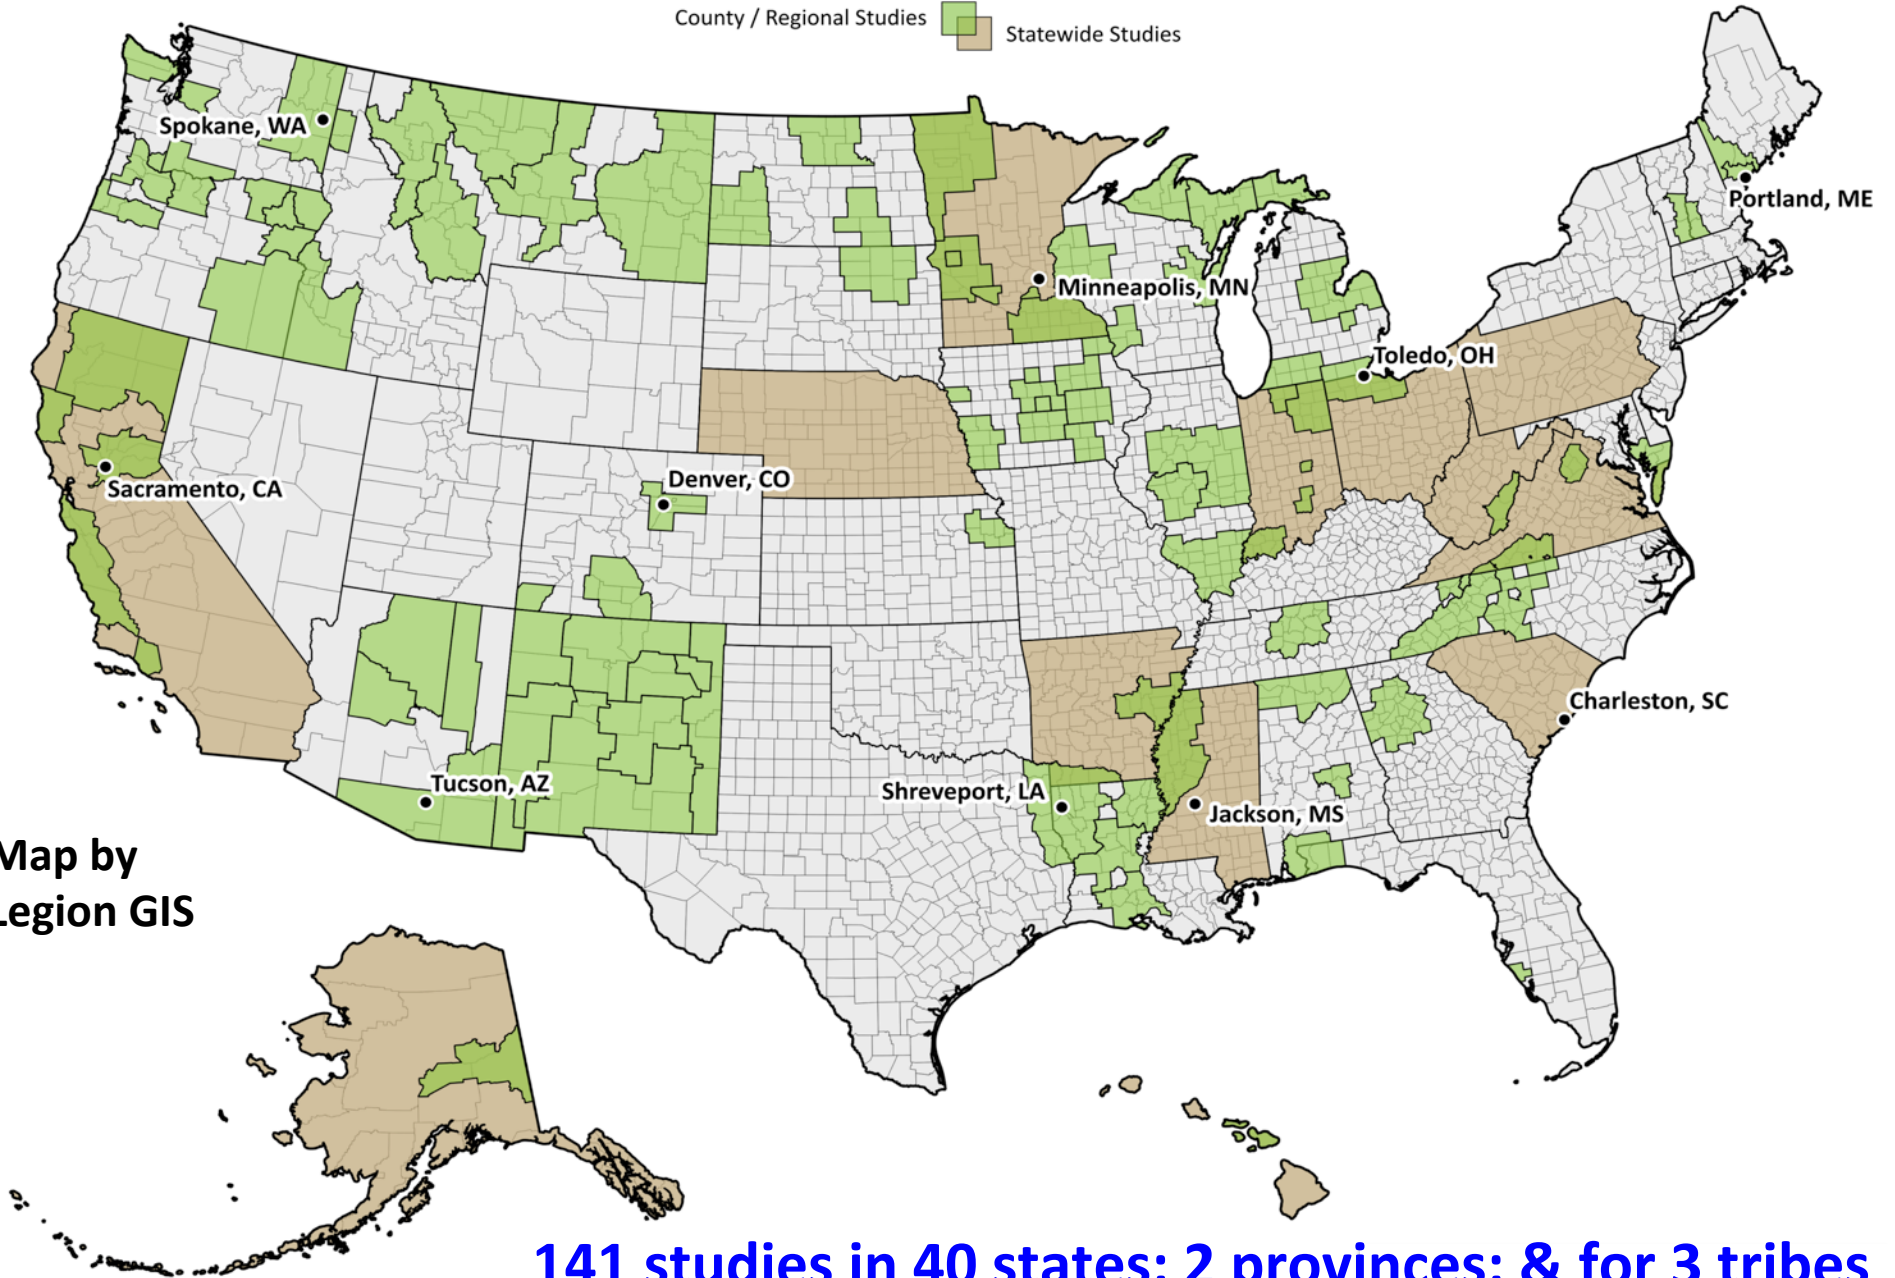 County / Regional Studies
Statewide Studies
Spokane, WA
Portland, ME
Minneapolis, MN
Toledo, OH
Denver, CO
Sacramento, CA
Charleston, SC
Tucson, AZ
Shreveport, LA
Jackson, MS
Map by
Legion GIS
141 studies in 40 states; 2 provinces; & for 3 tribes